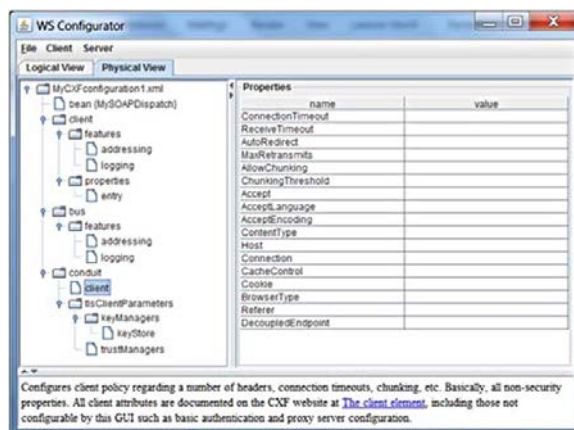 WS Configurator
File Client Server
Logical View Physical View
MyCXFconfiguration1.xml
bean (MySOAPDispatch)
client
features
addressing
logging
properties
entry
bus
features
addressing
logging
conduit
client
tlsClientParameters
keyManagers
keyStore
trustManagers
Properties
name value
ConnectionTimeout
ReceiveTimeout
AutoRedirect
MaxRetransmits
AllowChunking
ChunkingThreshold
Accept
AcceptLanguage
AcceptEncoding
ContentType
Host
Connection
CacheControl
Cookie
BrowserType
Referer
DecoupledEndpoint
Configures client policy regarding a number of headers, connection timeouts, chunking, etc. Basically, all non-security
properties. All client attributes are documented on the CXF website at The client element, including those not
configurable by this GUI such as basic authentication and proxy server configuration.